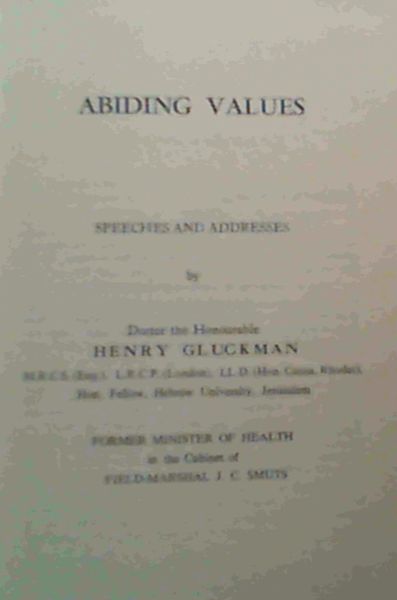 ABIDING VALUES
SPEECHES AND ADDRESSES
by
Doctor the Honourable
HENRY GLUCKMAN
M.R.C.S. (Eng.), L.R.C.P. (London), LL.D. (Hon. Causa, Rhodes),
Hon. Fellow, Hebrew University, Jerusalem
FORMER MINISTER OF HEALTH
in the Cabinet of
FIELD-MARSHAL J. C. SMUTS